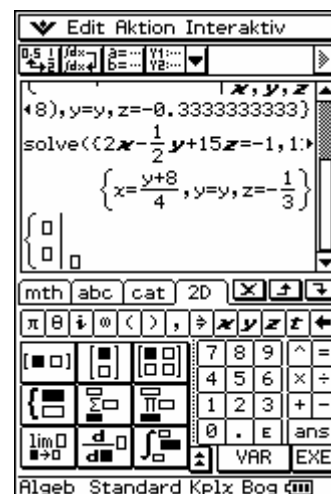 Edit Aktion Interaktiv
x,y,z
8),y=y,z=-0.3333333333}
solve({2x-1/2y+15z=-1,1
{x=y+8/4,y=y,z=-1/3}
mth abc cat 2D
π θ i ∞ ( ) , ⇒ x y z t
7 8 9 ^ =
4 5 6 × ÷
1 2 3 + -
0 . E ans
lim
VAR EXE
Algeb Standard Kplx Bog